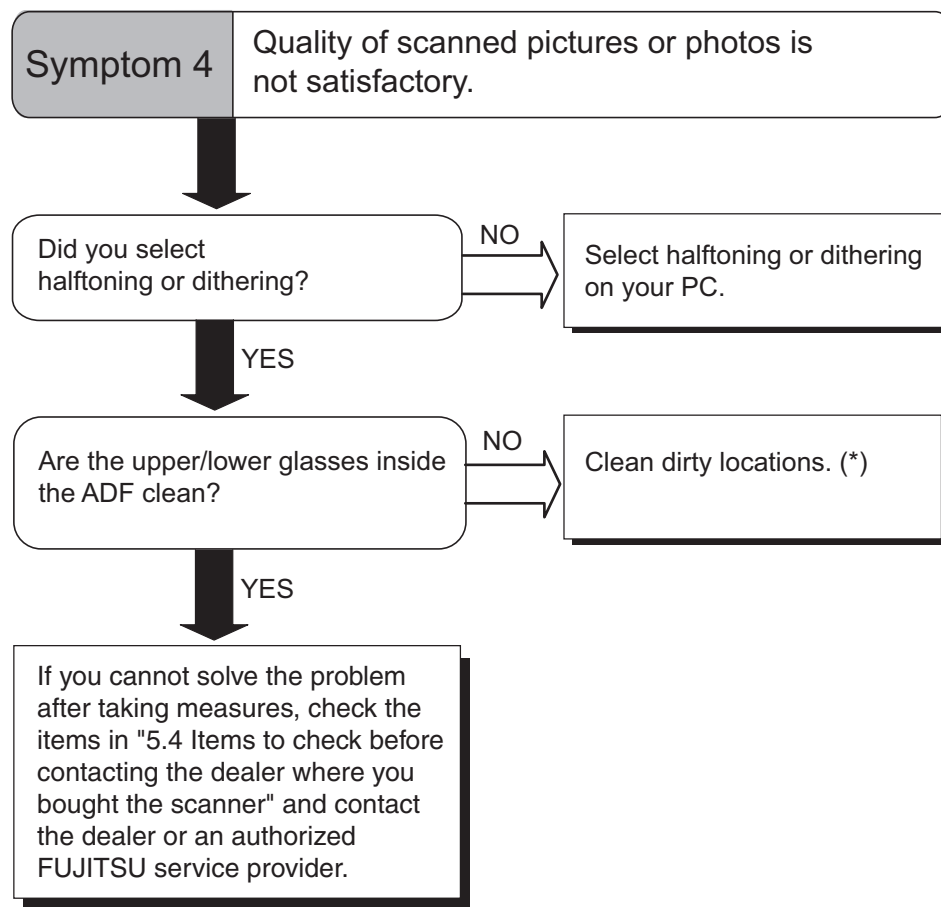 Symptom 4
Quality of scanned pictures or photos is
not satisfactory.
Did you select
halftoning or dithering?
NO
Select halftoning or dithering
on your PC.
YES
Are the upper/lower glasses inside
the ADF clean?
NO
Clean dirty locations. (*)
YES
If you cannot solve the problem
after taking measures, check the
items in "5.4 Items to check before
contacting the dealer where you
bought the scanner" and contact
the dealer or an authorized
FUJITSU service provider.